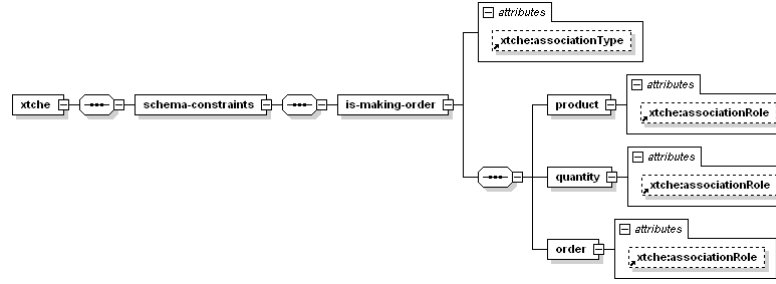 attributes
xtche:associationType
xtche
schema-constraints
is-making-order
product
attributes
xtche:associationRole
quantity
attributes
xtche:associationRole
order
attributes
xtche:associationRole